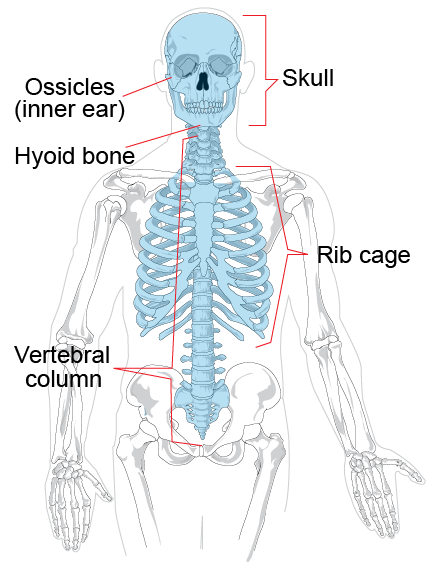 Skull
Ossicles
(inner ear)
Hyoid bone
Rib cage
Vertebral
column